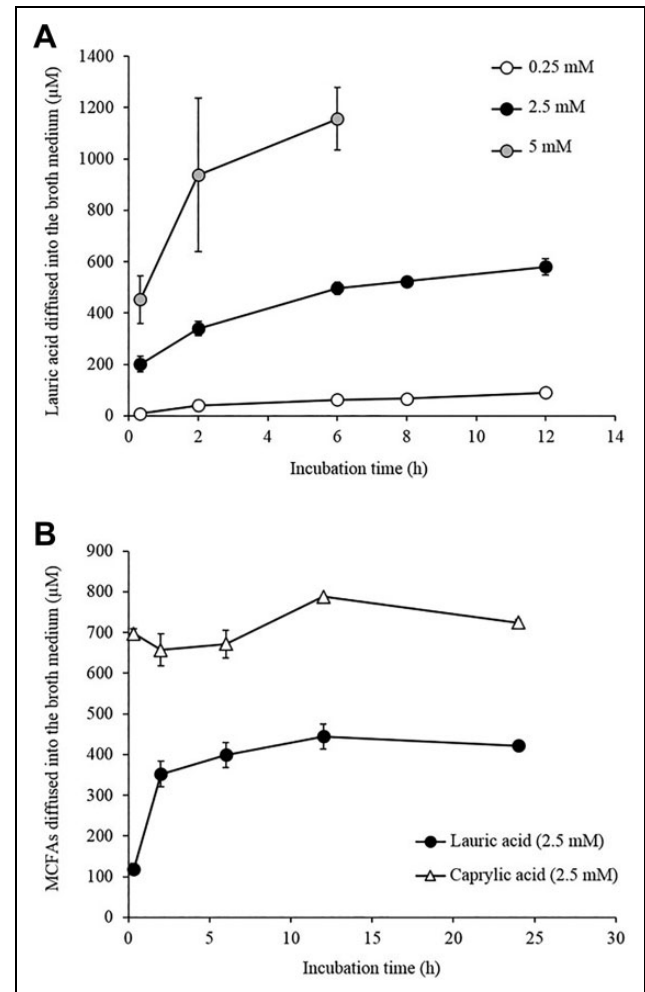 A
Lauric acid diffused into the broth medium (µM)
1400
1200
1000
800
600
400
200
0
0.25 mM
2.5 mM
5 mM
0 2 4 6 8 10 12 14
Incubation time (h)
B
MCFAs diffused into the broth medium (µM)
900
800
700
600
500
400
300
200
100
0
Lauric acid (2.5 mM)
Caprylic acid (2.5 mM)
0 5 10 15 20 25 30
Incubation time (h)